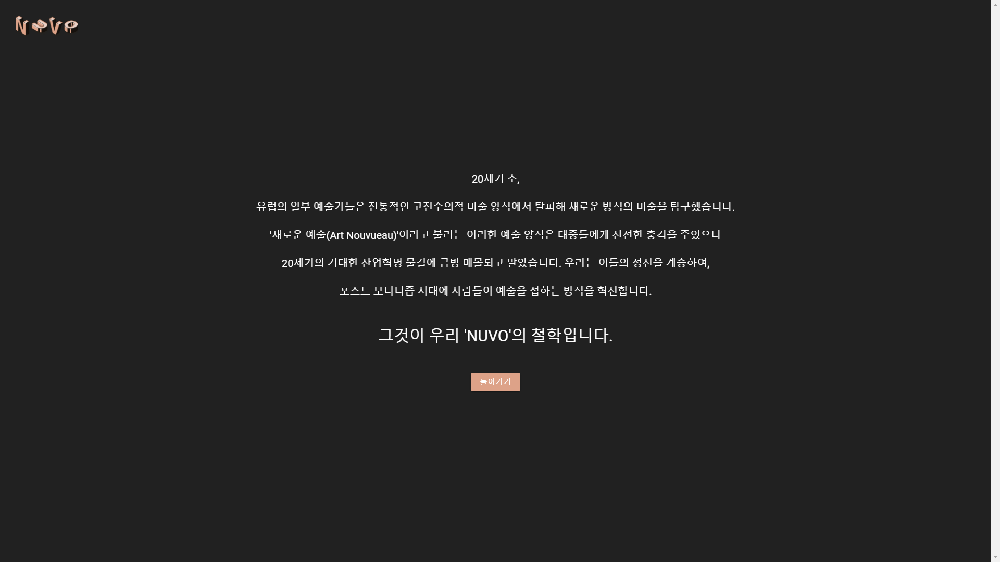 NUVO
20세기 초,
유럽의 일부 예술가들은 전통적인 고전주의적 미술 양식에서 탈피해 새로운 방식의 미술을 탐구했습니다.
'새로운 예술(Art Nouvueau)'이라고 불리는 이러한 예술 양식은 대중들에게 신선한 충격을 주었으나
20세기의 거대한 산업혁명 물결에 금방 매몰되고 말았습니다. 우리는 이들의 정신을 계승하여,
포스트 모더니즘 시대에 사람들이 예술을 접하는 방식을 혁신합니다.
그것이 우리 'NUVO'의 철학입니다.
돌아가기